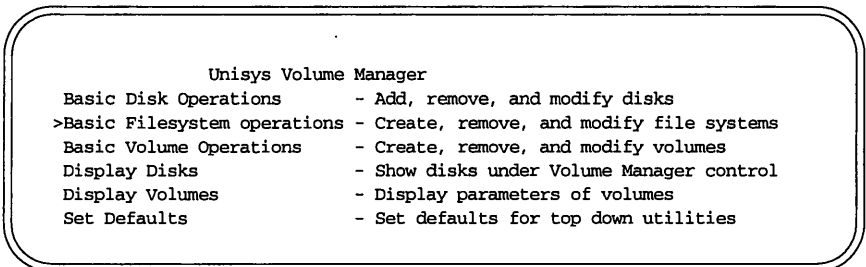 Unisys Volume Manager
Basic Disk Operations - Add, remove, and modify disks
>Basic Filesystem operations - Create, remove, and modify file systems
Basic Volume Operations - Create, remove, and modify volumes
Display Disks - Show disks under Volume Manager control
Display Volumes - Display parameters of volumes
Set Defaults - Set defaults for top down utilities